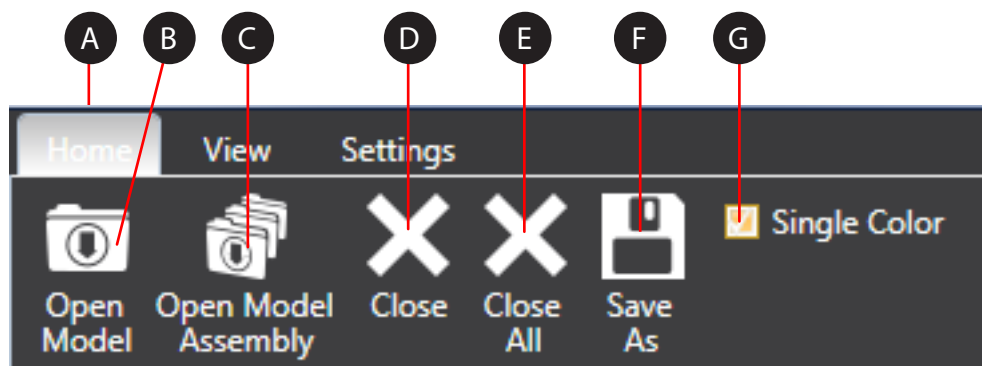 A B C D E F G
Home View Settings
Single Color
Open Model
Open Model Assembly
Close
Close All
Save As